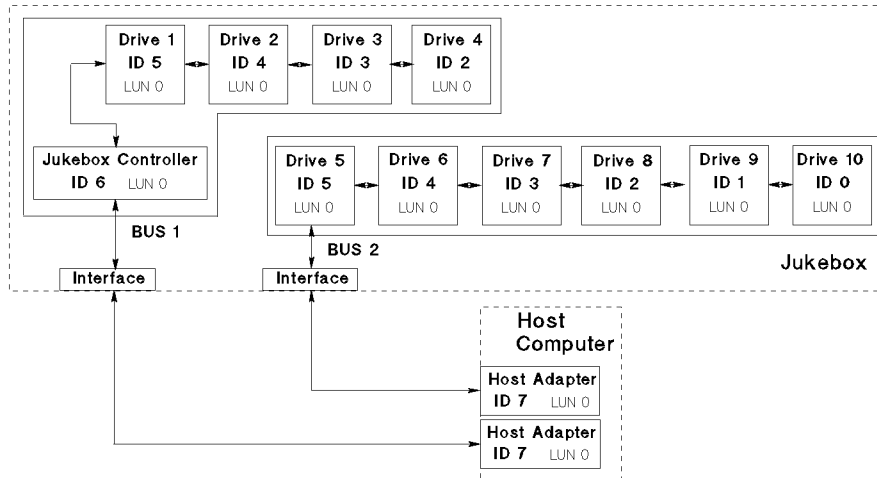 Drive 1
ID 5
LUN 0
Drive 2
ID 4
LUN 0
Drive 3
ID 3
LUN 0
Drive 4
ID 2
LUN 0
Jukebox Controller
ID 6 LUN 0
BUS 1
Drive 5
ID 5
LUN 0
Drive 6
ID 4
LUN 0
Drive 7
ID 3
LUN 0
Drive 8
ID 2
LUN 0
Drive 9
ID 1
LUN 0
Drive 10
ID 0
LUN 0
BUS 2
Jukebox
Interface
Interface
Host
Computer
Host Adapter
ID 7 LUN 0
Host Adapter
ID 7 LUN 0